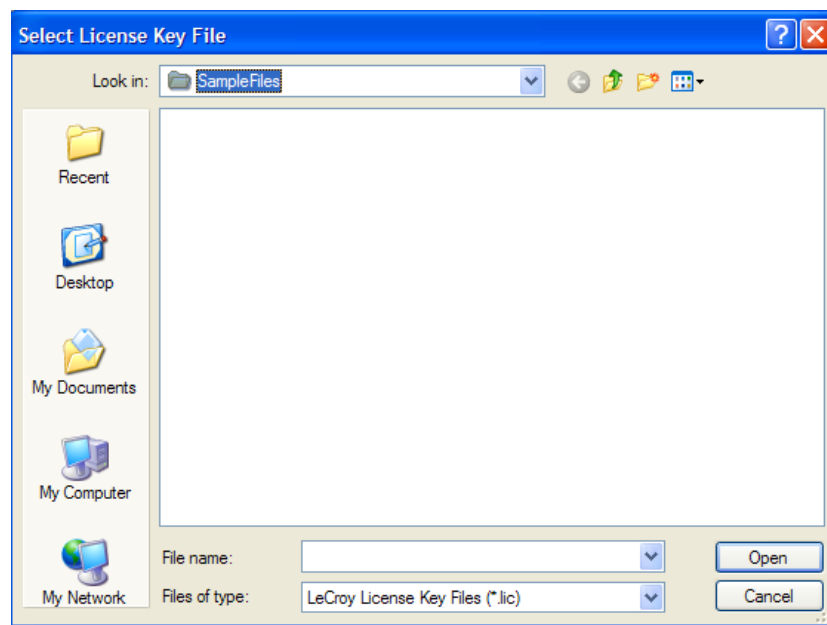 Select License Key File
Look in: SampleFiles
Recent
Desktop
My Documents
My Computer
My Network
File name:
Open
Files of type: LeCroy License Key Files (*.lic)
Cancel